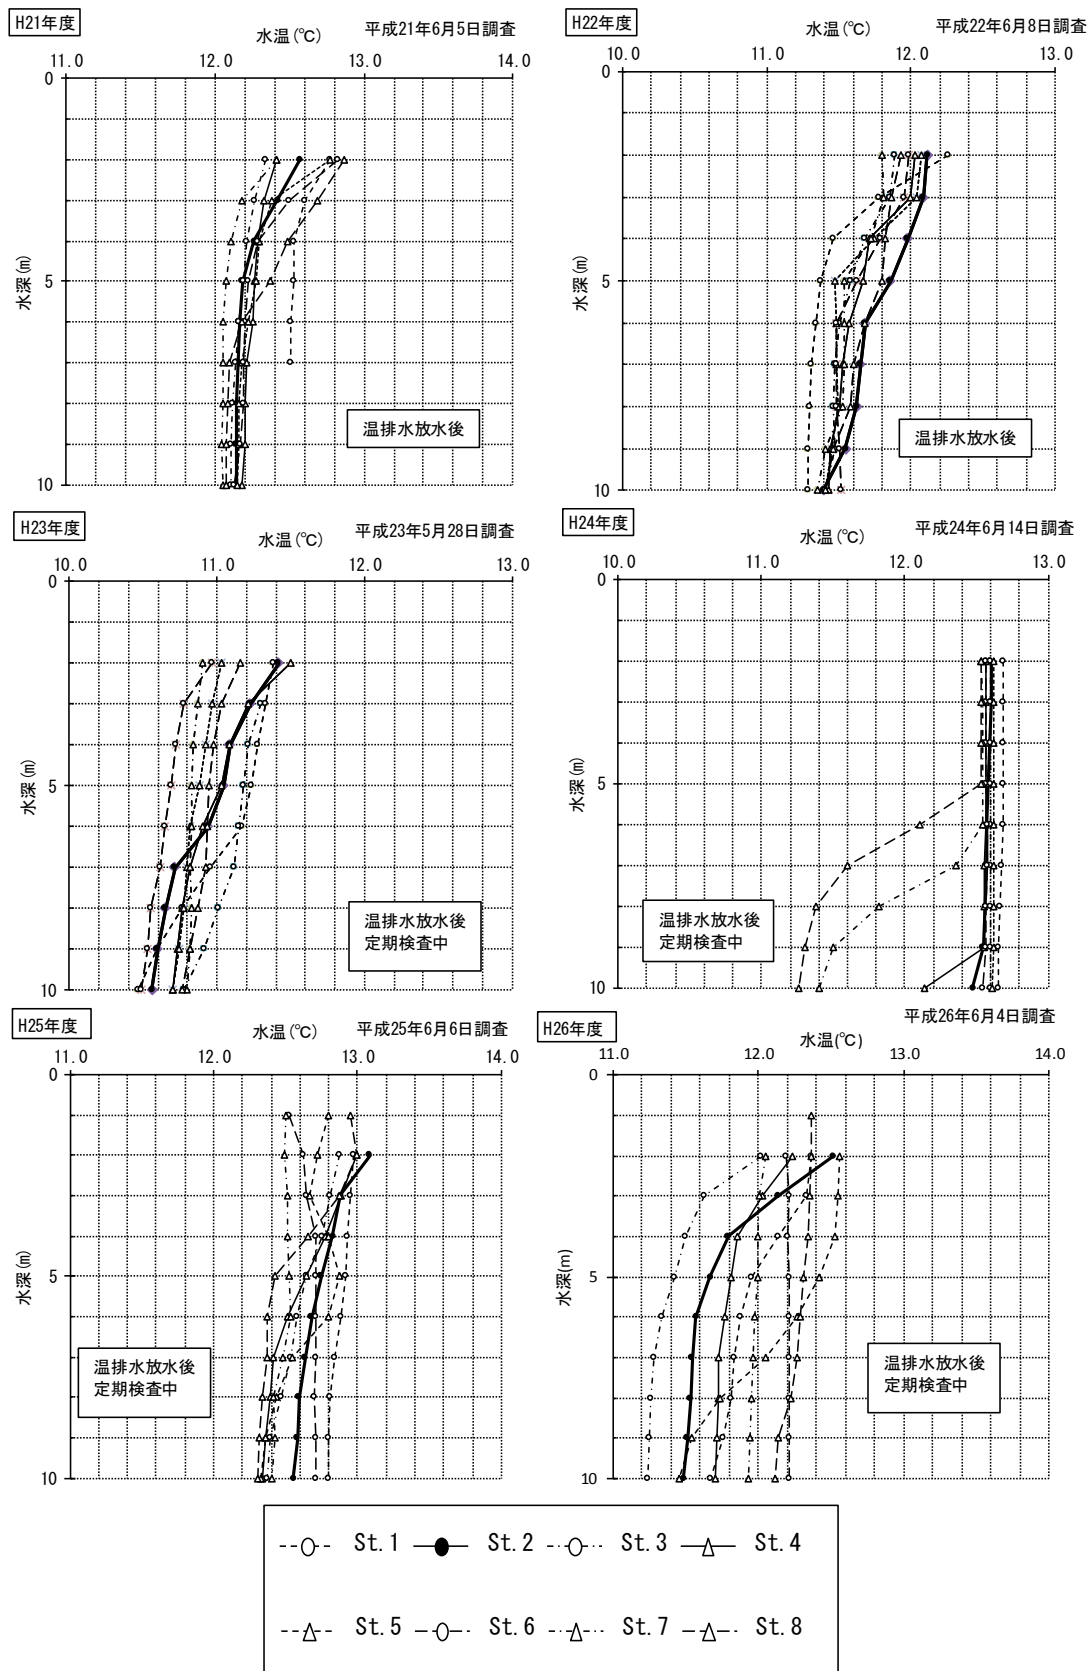 H21年度
水温(℃)
平成21年6月5日調査
11.0 12.0 13.0 14.0
0
5
10
水深(m)
温排水放水後
H22年度
水温(℃)
平成22年6月8日調査
10.0 11.0 12.0 13.0
0
5
10
水深(m)
温排水放水後
H23年度
平成23年5月28日調査
水温(℃)
10.0 11.0 12.0 13.0
0
5
10
水深(m)
温排水放水後
定期検査中
H24年度
平成24年6月14日調査
水温(℃)
10.0 11.0 12.0 13.0
0
5
10
水深(m)
温排水放水後
定期検査中
H25年度
水温(℃)
平成25年6月6日調査
11.0 12.0 13.0 14.0
0
5
10
水深(m)
温排水放水後
定期検査中
H26年度
平成26年6月4日調査
水温(℃)
11.0 12.0 13.0 14.0
0
5
10
水深(m)
温排水放水後
定期検査中
St.1 St.2 St.3 St.4
St.5 St.6 St.7 St.8